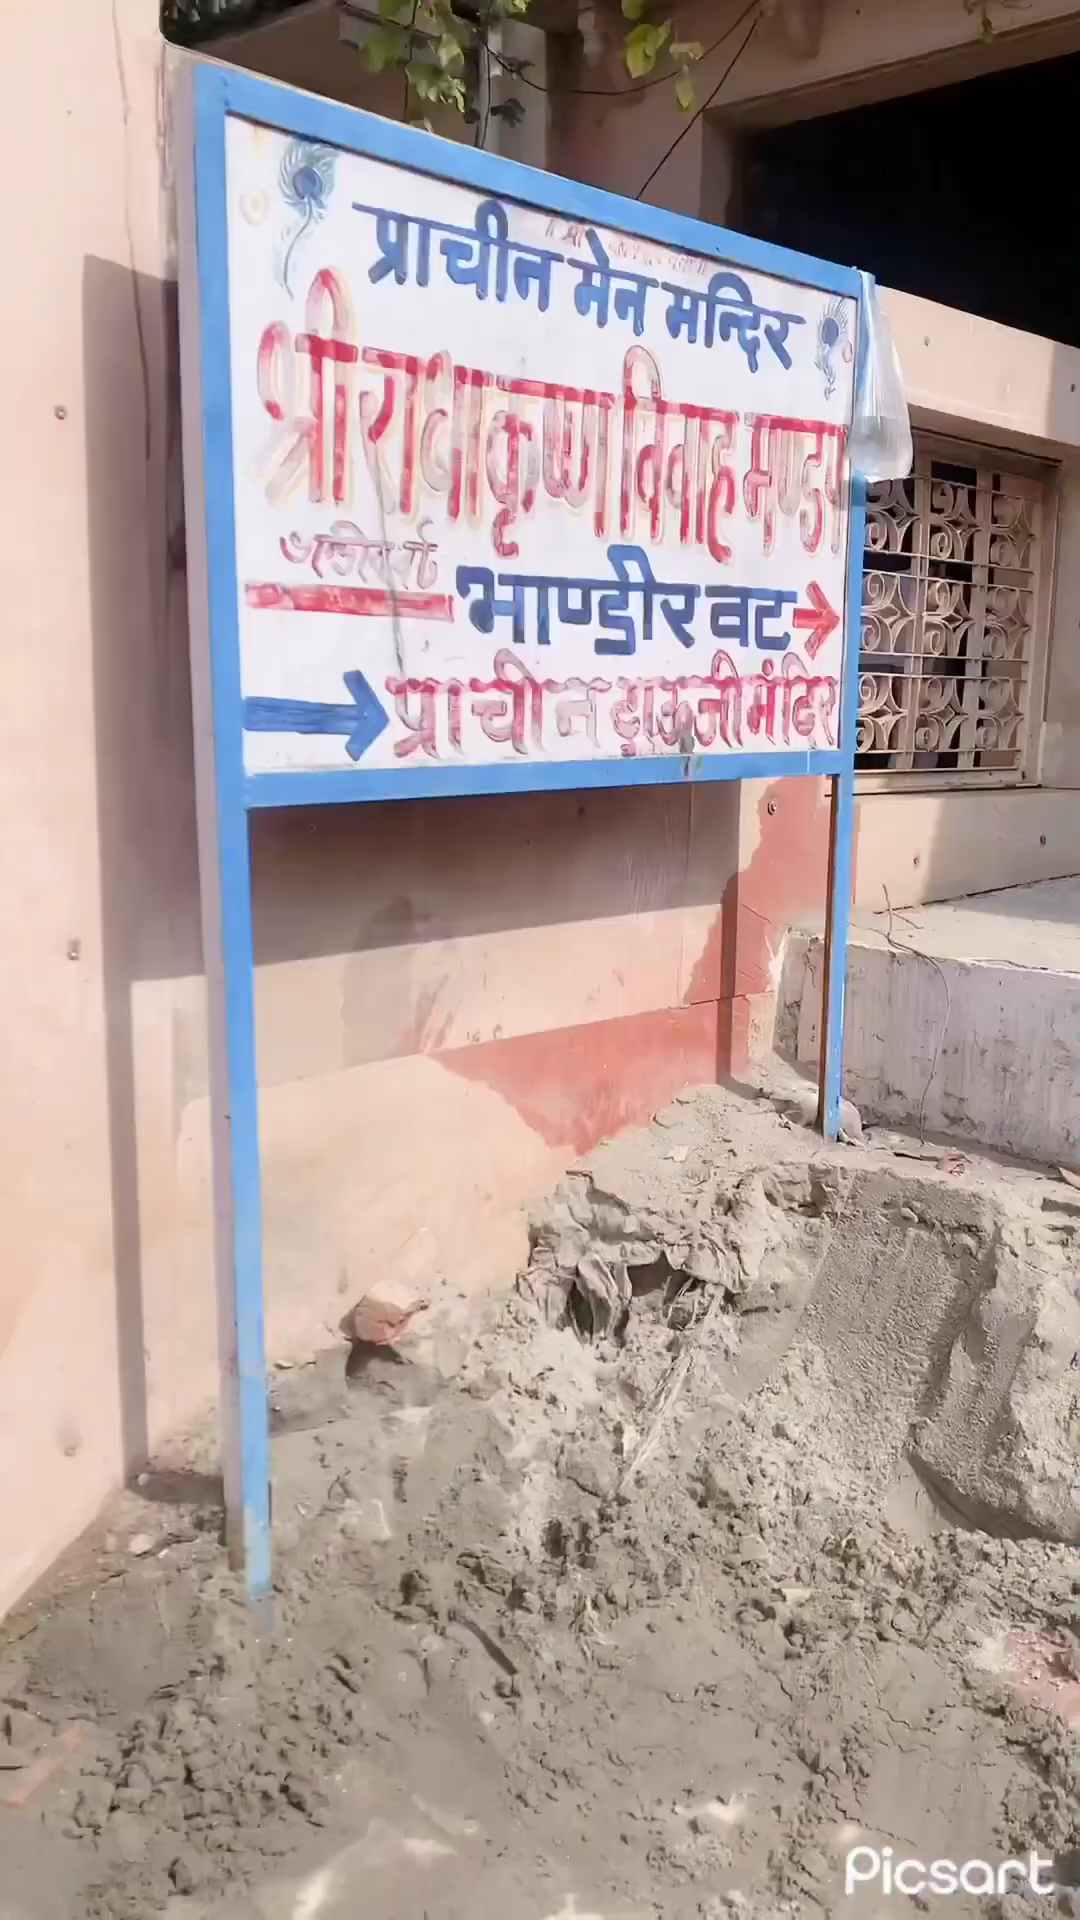 प्राचीन मेन मन्दिर
श्री राधा कृष्ण विवाह मण्डप
भाण्डीर वट
प्राचीन दाऊजी मंदिर
Picsart